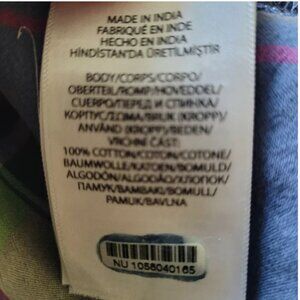 MADE IN INDIA
FABRIQUÉ EN INDE
HECHO EN INDIA
HİNDİSTAN'DA ÜRETİLMİŞTİR
BODY/CORPS/CORPO/
OBERTEIL/ROMP/HOVEDDEL/
CUERPO/ПЕРЕД И СПИНКА/
КОРПУС/ΣΩΜΑ/BRUK (KROPP)/
ANVÄND (KROPP)/BEDEN/
VRCHNÍ ČÁST:
100% COTTON/COTON/COTONE/
BAUMWOLLE/KATOEN/BOMULD/
ALGODÓN/ALGODÃO/ХЛОПОК/
ПАМУК/ΒΑΜΒΑΚΙ/BOMULL/
PAMUK/BAVLNA
NU 1056040165